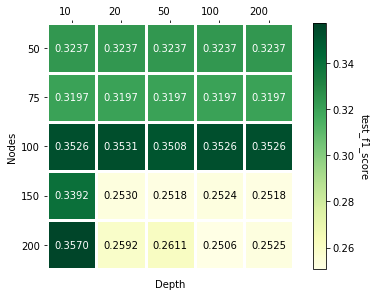 10 20 50 100 200
50 0.3237 0.3237 0.3237 0.3237 0.3237
75 0.3197 0.3197 0.3197 0.3197 0.3197
100 0.3526 0.3531 0.3508 0.3526 0.3526
150 0.3392 0.2530 0.2518 0.2524 0.2518
200 0.3570 0.2592 0.2611 0.2506 0.2525
Nodes
Depth
0.34
0.32
0.30
0.28
0.26
test_f1_score